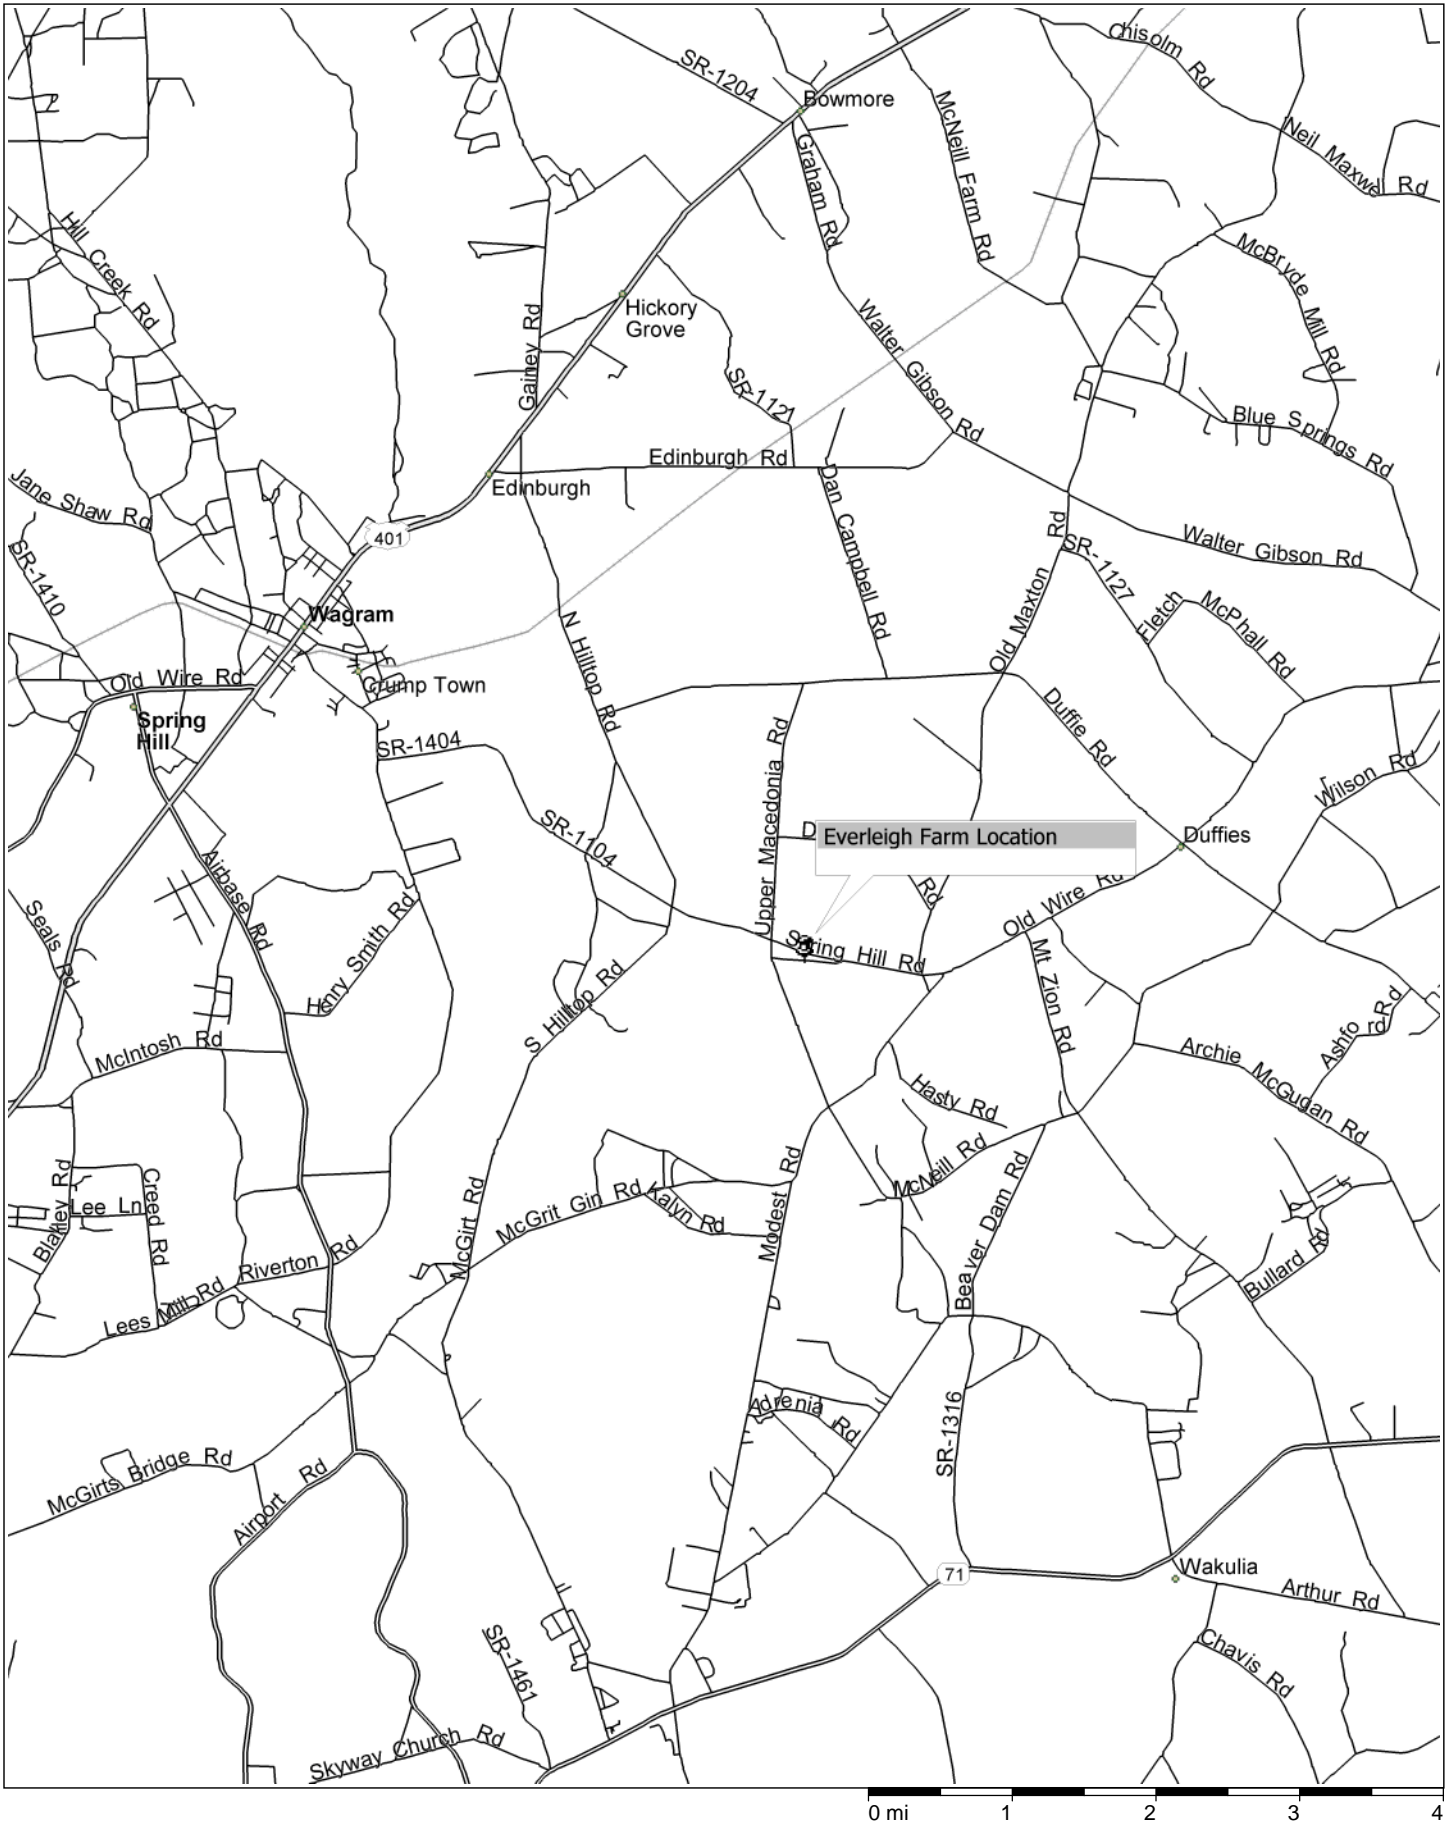 Chisolm Rd
SR-1204
Bowmore
McNeill Farm Rd
Neil Maxwe Rd
Graham Rd
Hill Creek Rd
McBryde Mill Rd
Hickory
Grove
Gainey Rd
Walter Gibson Rd
SR-1121
Blue Springs Rd
Edinburgh Rd
Edinburgh
Jane Shaw Rd
Dan Campbell Rd
401
Old Maxton Rd
Walter Gibson Rd
SR-1127
SR-1410
Fletch
McPhall Rd
Wagram
N Hilltop Rd
Old Wire Rd
Crump Town
Spring
Hill
Duffie Rd
SR-1404
Upper Macedonia Rd
Wilson Rd
SR-1104
D
Everleigh Farm Location
Duffies
Airbase Rd
Rd
Old Wire Rd
Seals Rd
Henry Smith Rd
Spring Hill Rd
Mt Zion Rd
S Hilltop Rd
Ashfo rd Rd
McIntosh Rd
Archie McGugan Rd
Hasty Rd
McNeill Rd
Modest Rd
Blakley Rd
Creed Rd
Lee Ln
McGirt Rd
McGrit Gin Rd
Kalyn Rd
Beaver Dam Rd
Riverton Rd
Bullard Rd
Lees Mill Rd
Adrenia Rd
SR-1316
McGirts Bridge Rd
Airport Rd
71
Wakulia
Arthur Rd
SR-1461
Chavis Rd
Skyway Church Rd
0 mi 1 2 3 4